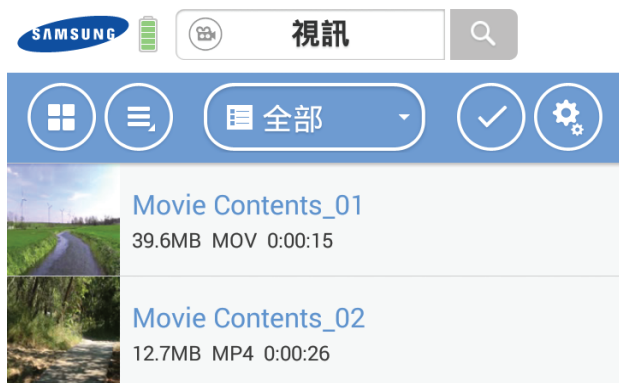 SAMSUNG 視訊
全部
Movie Contents_01
39.6MB MOV 0:00:15
Movie Contents_02
12.7MB MP4 0:00:26